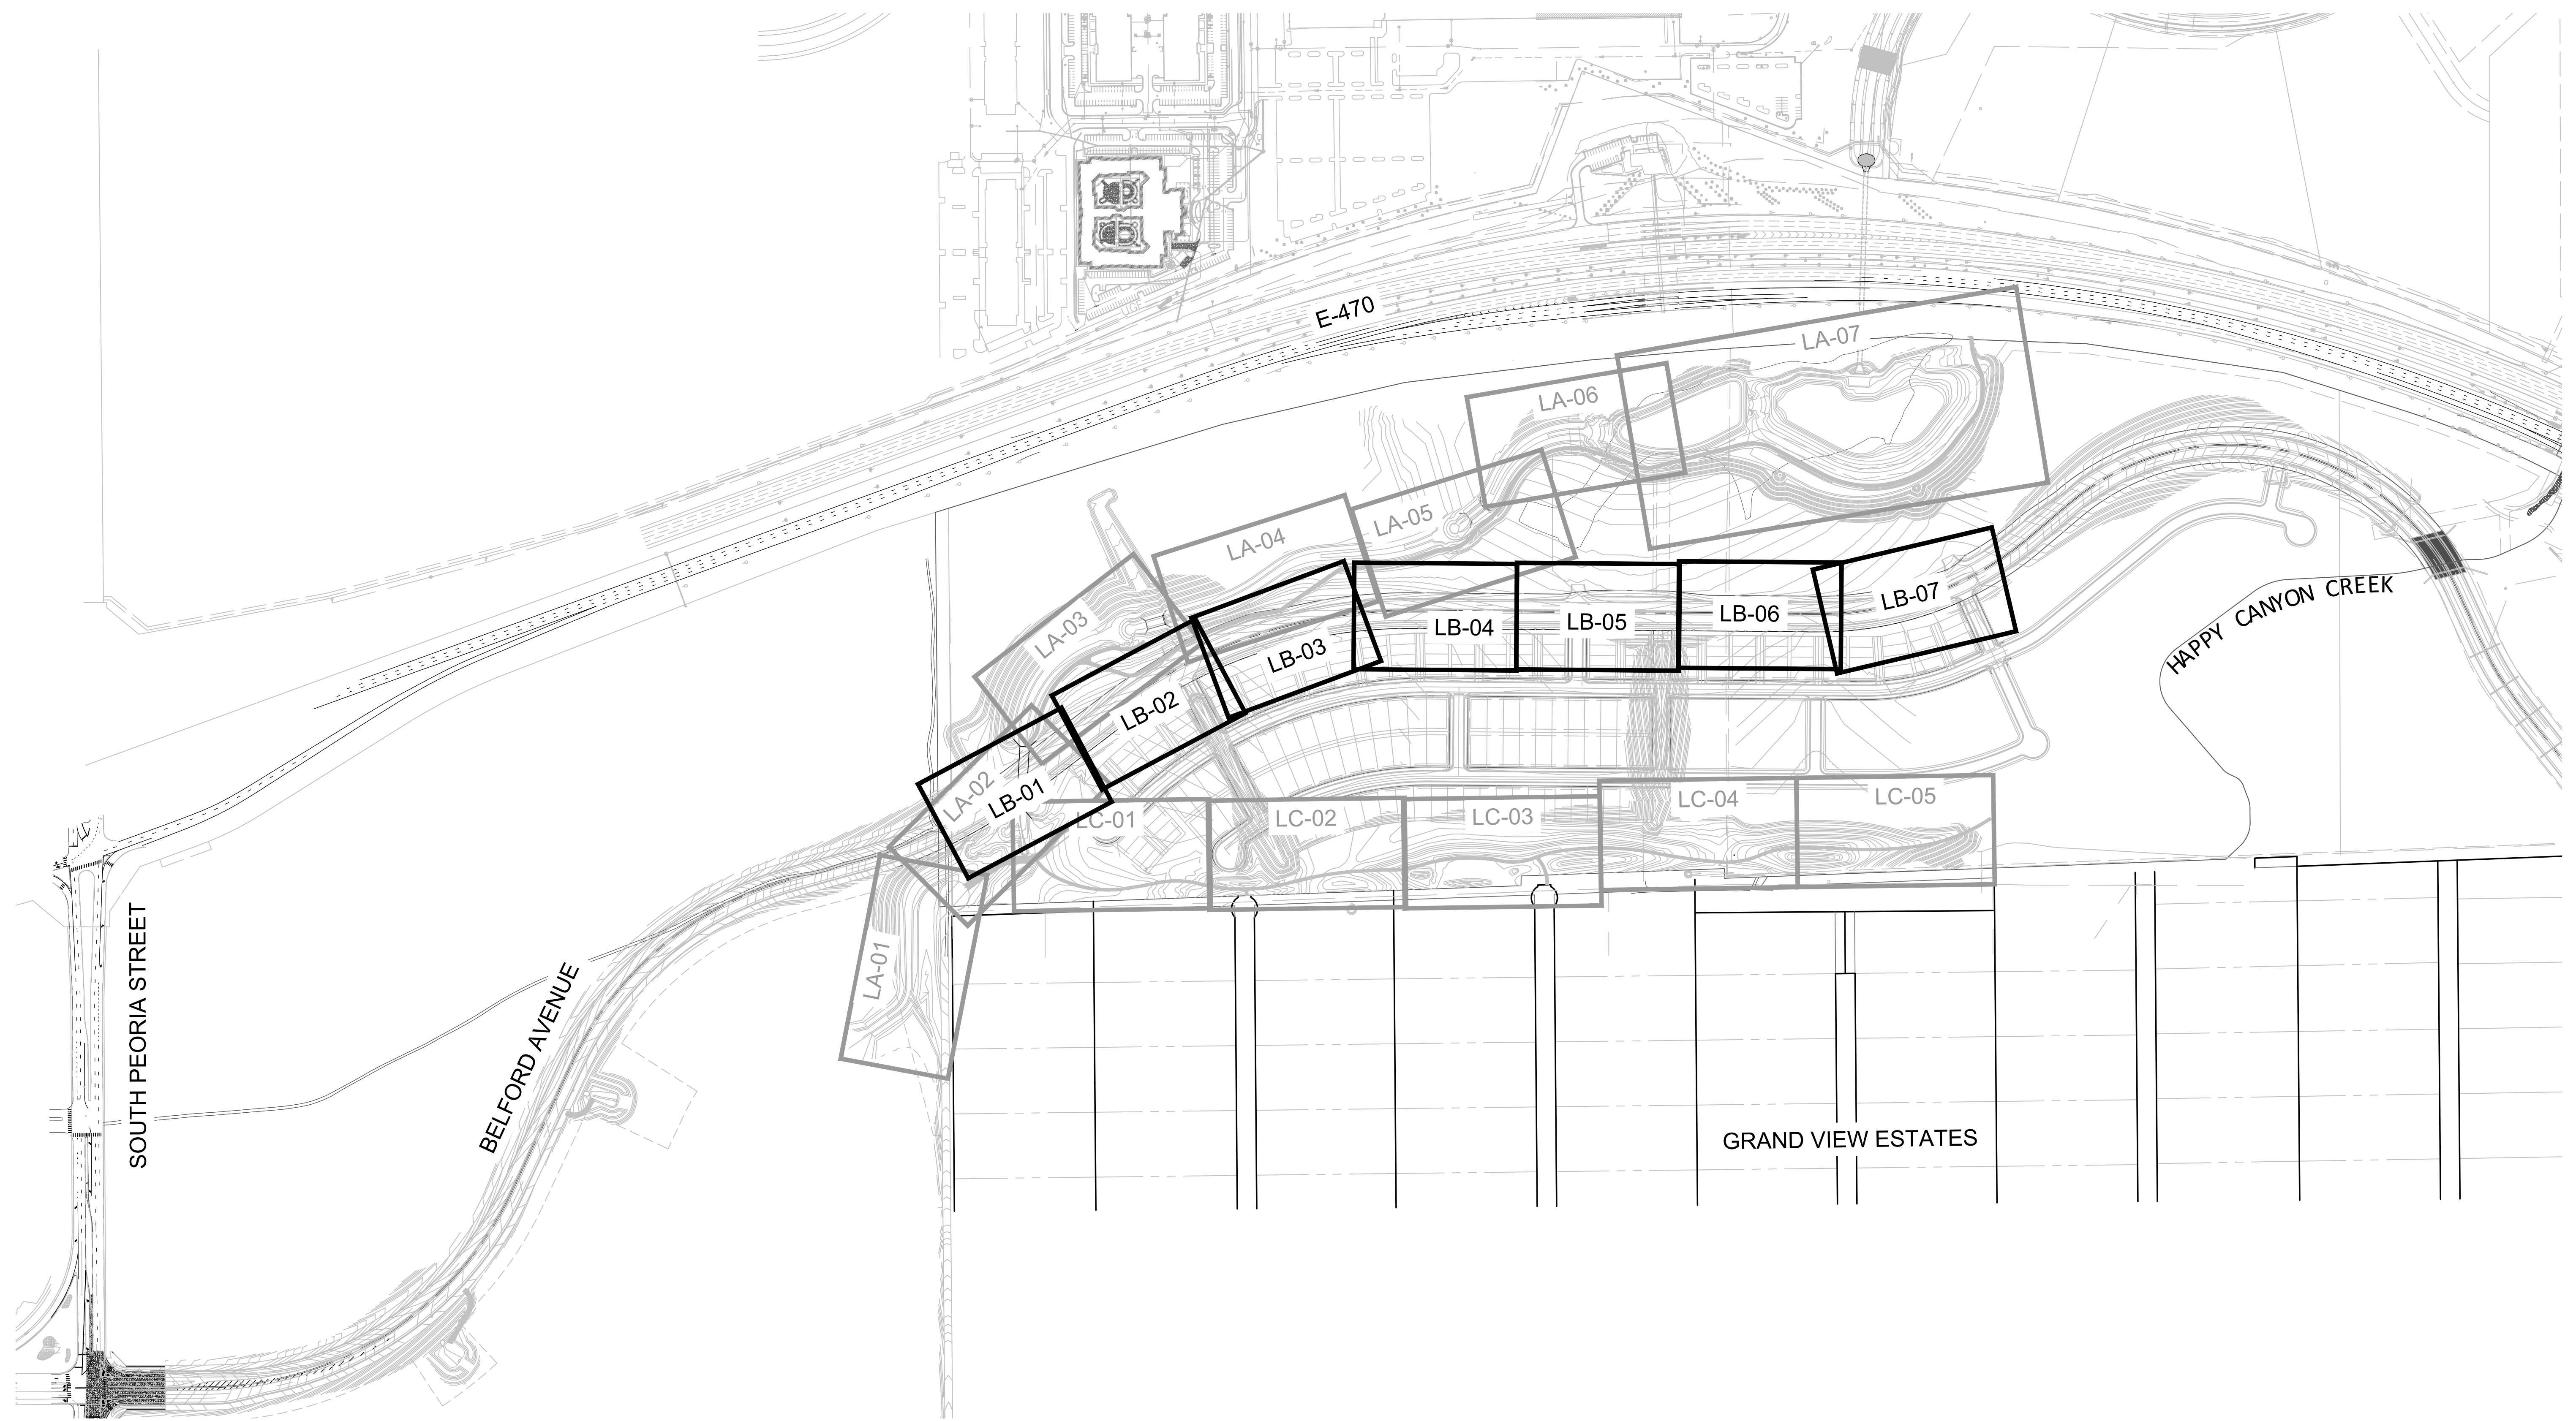 E-470
LA-07
LA-06
LA-05
LA-04
LA-03
LA-02
LA-01
LB-01
LB-02
LB-03
LB-04
LB-05
LB-06
LB-07
LC-01
LC-02
LC-03
LC-04
LC-05
HAPPY CANYON CREEK
SOUTH PEORIA STREET
BELFORD AVENUE
GRAND VIEW ESTATES